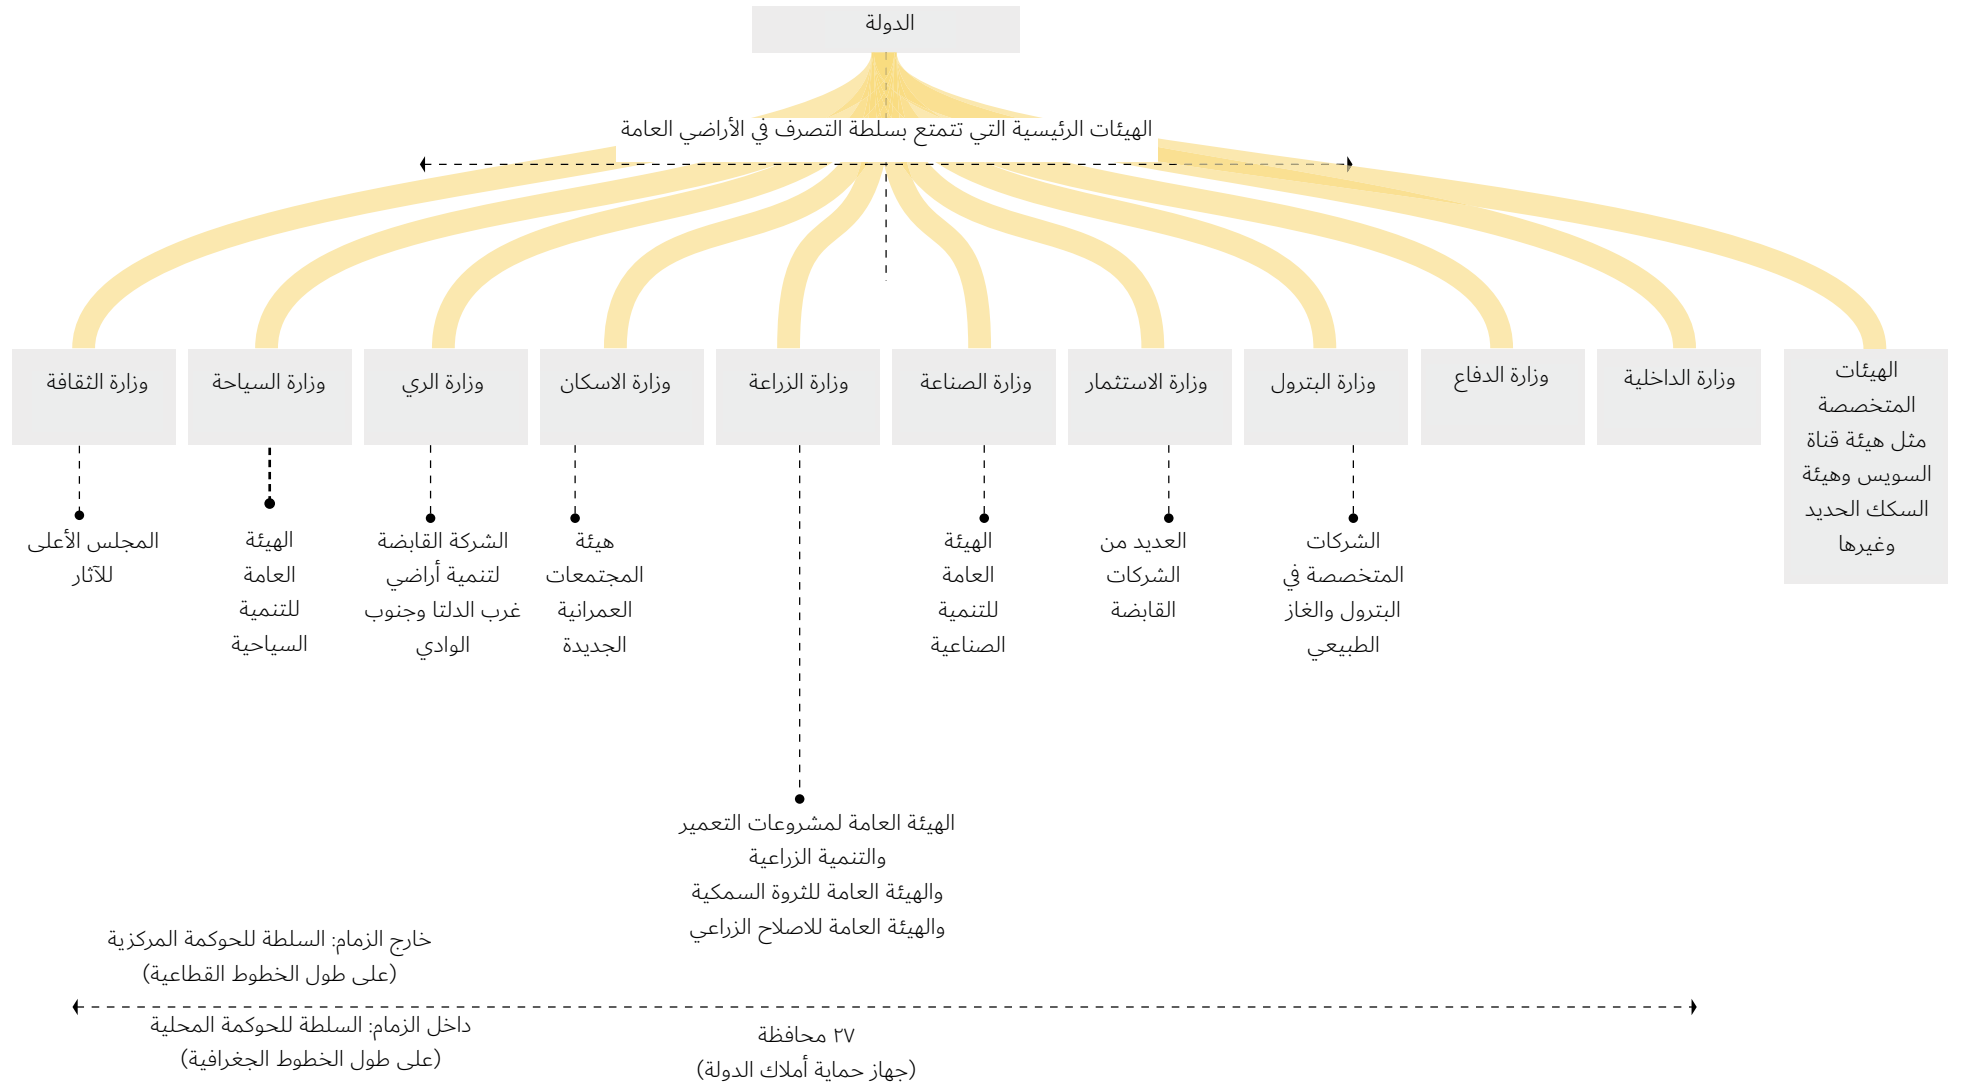 الدولة
الهيئات الرئيسية التي تتمتع بسلطة التصرف في الأراضي العامة
الهيئات
المتخصصة
مثل هيئة قناة
السويس وهيئة
السكك الحديد
وغيرها
وزارة الداخلية
وزارة الدفاع
وزارة البترول
وزارة الاستثمار
وزارة الصناعة
وزارة الزراعة
وزارة الاسكان
وزارة الري
وزارة السياحة
وزارة الثقافة
الشركات
المتخصصة في
البترول والغاز
الطبيعي
العديد من
الشركات
القابضة
الهيئة
العامة
للتنمية
الصناعية
الهيئة العامة لمشروعات التعمير
والتنمية الزراعية
والهيئة العامة للثروة السمكية
والهيئة العامة للاصلاح الزراعي
هيئة
المجتمعات
العمرانية
الجديدة
الشركة القابضة
لتنمية أراضي
غرب الدلتا وجنوب
الوادي
الهيئة
العامة
للتنمية
السياحية
المجلس الأعلى
للآثار
خارج الزمام: السلطة للحوكمة المركزية
(على طول الخطوط القطاعية)
داخل الزمام: السلطة للحوكمة المحلية
(على طول الخطوط الجغرافية)
٢٧ محافظة
(جهاز حماية أملاك الدولة)